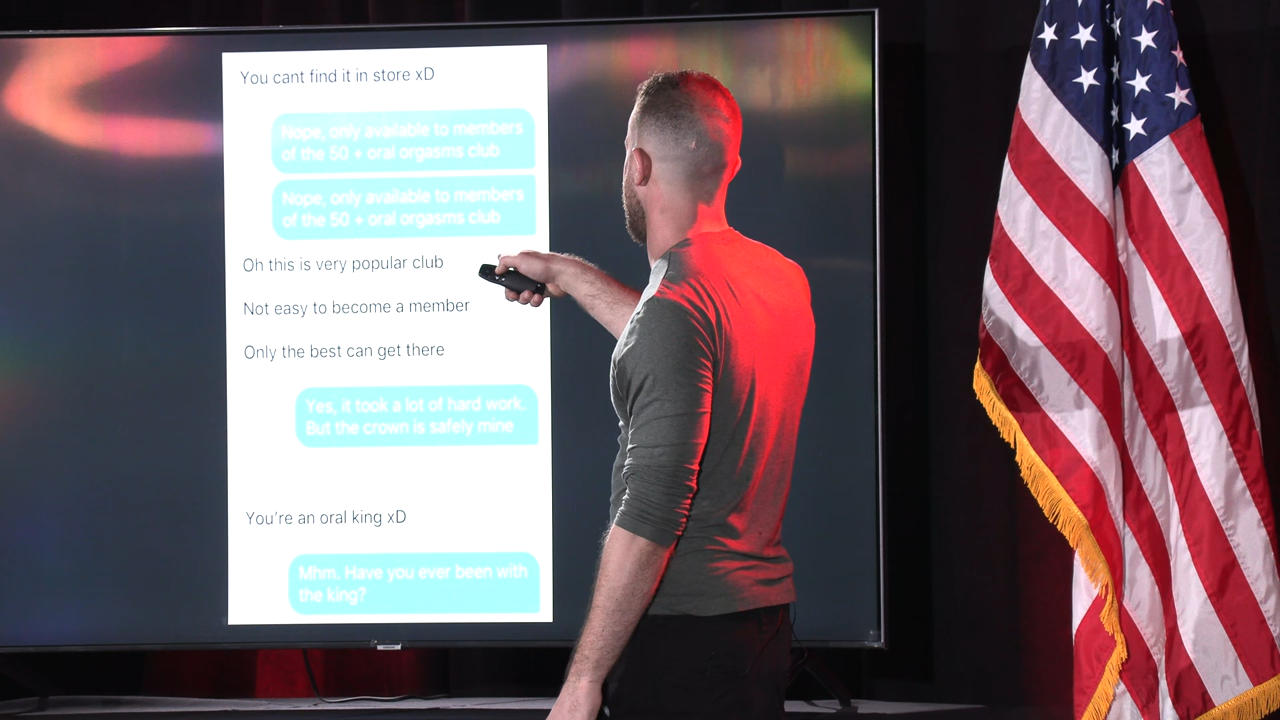 You cant find it in store xD
Nope, only available to members
of the 50 + oral orgasms club
Nope, only available to members
of the 50 + oral orgasms club
Oh this is very popular club
Not easy to become a member
Only the best can get there
Yes, it took a lot of hard work.
But the crown is safely mine
You're an oral king xD
Mhm. Have you ever been with
the king?